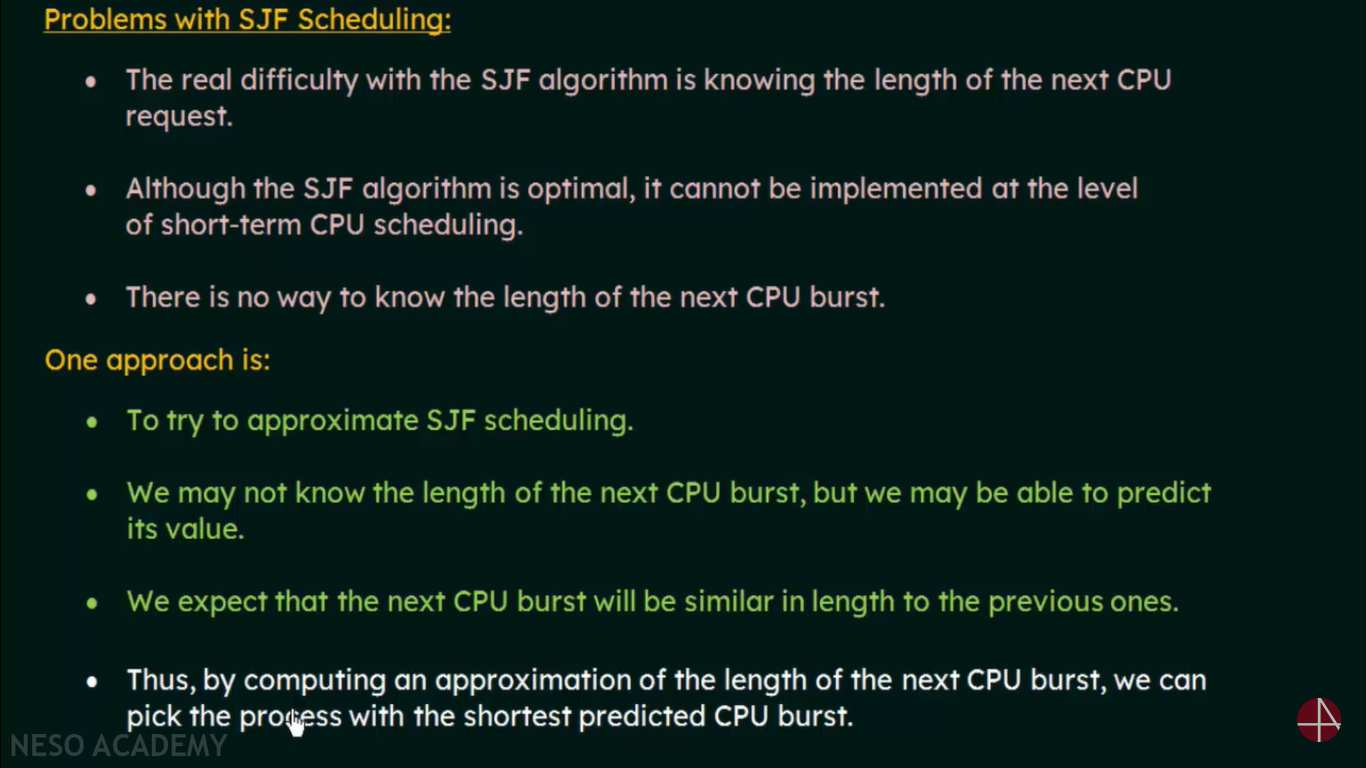 Problems with SJF Scheduling:
• The real difficulty with the SJF algorithm is knowing the length of the next CPU
request.
• Although the SJF algorithm is optimal, it cannot be implemented at the level
of short-term CPU scheduling.
• There is no way to know the length of the next CPU burst.
One approach is:
• To try to approximate SJF scheduling.
• We may not know the length of the next CPU burst, but we may be able to predict
its value.
• We expect that the next CPU burst will be similar in length to the previous ones.
• Thus, by computing an approximation of the length of the next CPU burst, we can
pick the process with the shortest predicted CPU burst.
NESO ACADEMY